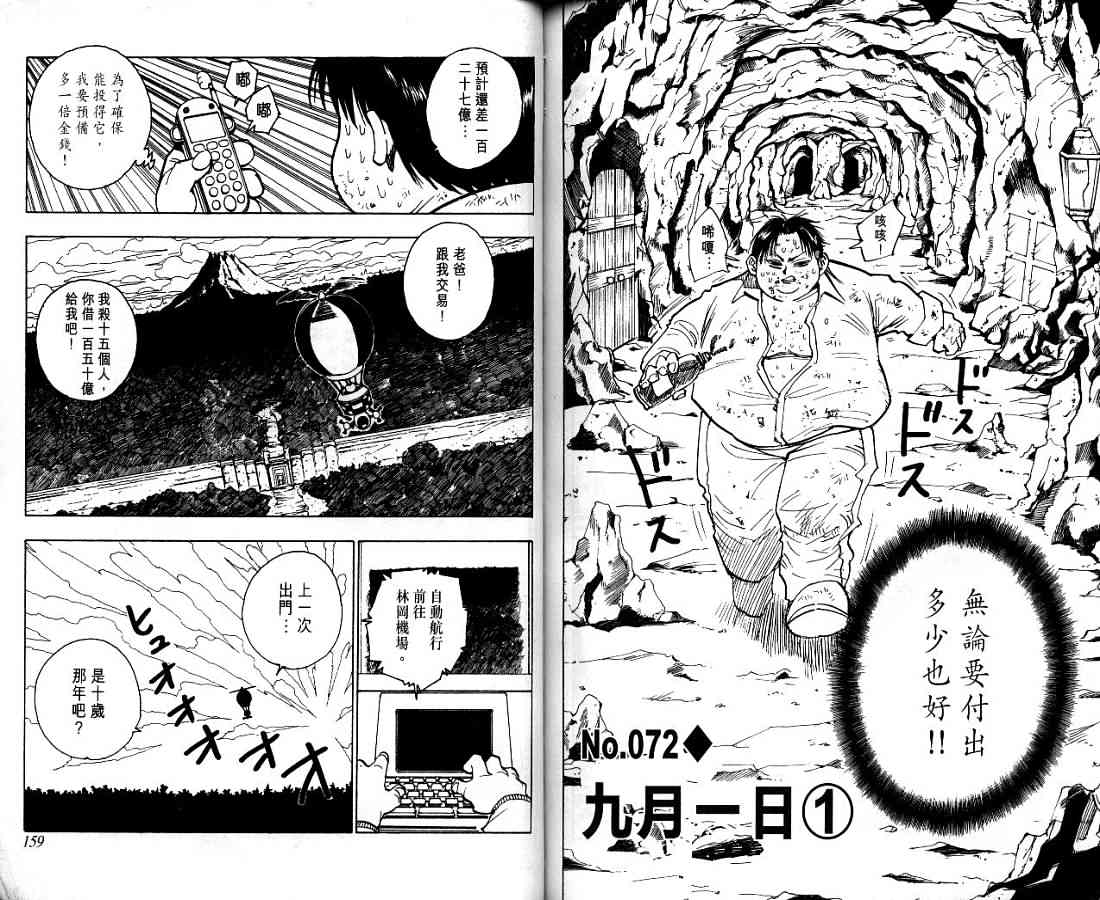 咳咳！
唏嗄…
ドス
ドス
ドス
無論要付出
多少也好!!
No.072◆
九月一日①
預計還差一百
二十七億…
嘟
嘟
為了確保
能投得它，
我要預備
多一倍金錢！
老爸！
跟我交易！
我殺十五個人，
你借一百五十億
給我吧！
自動航行
前往
林岡機場。
上一次
出門…
是十歲
那年吧？
ヒュオオオオオ
159